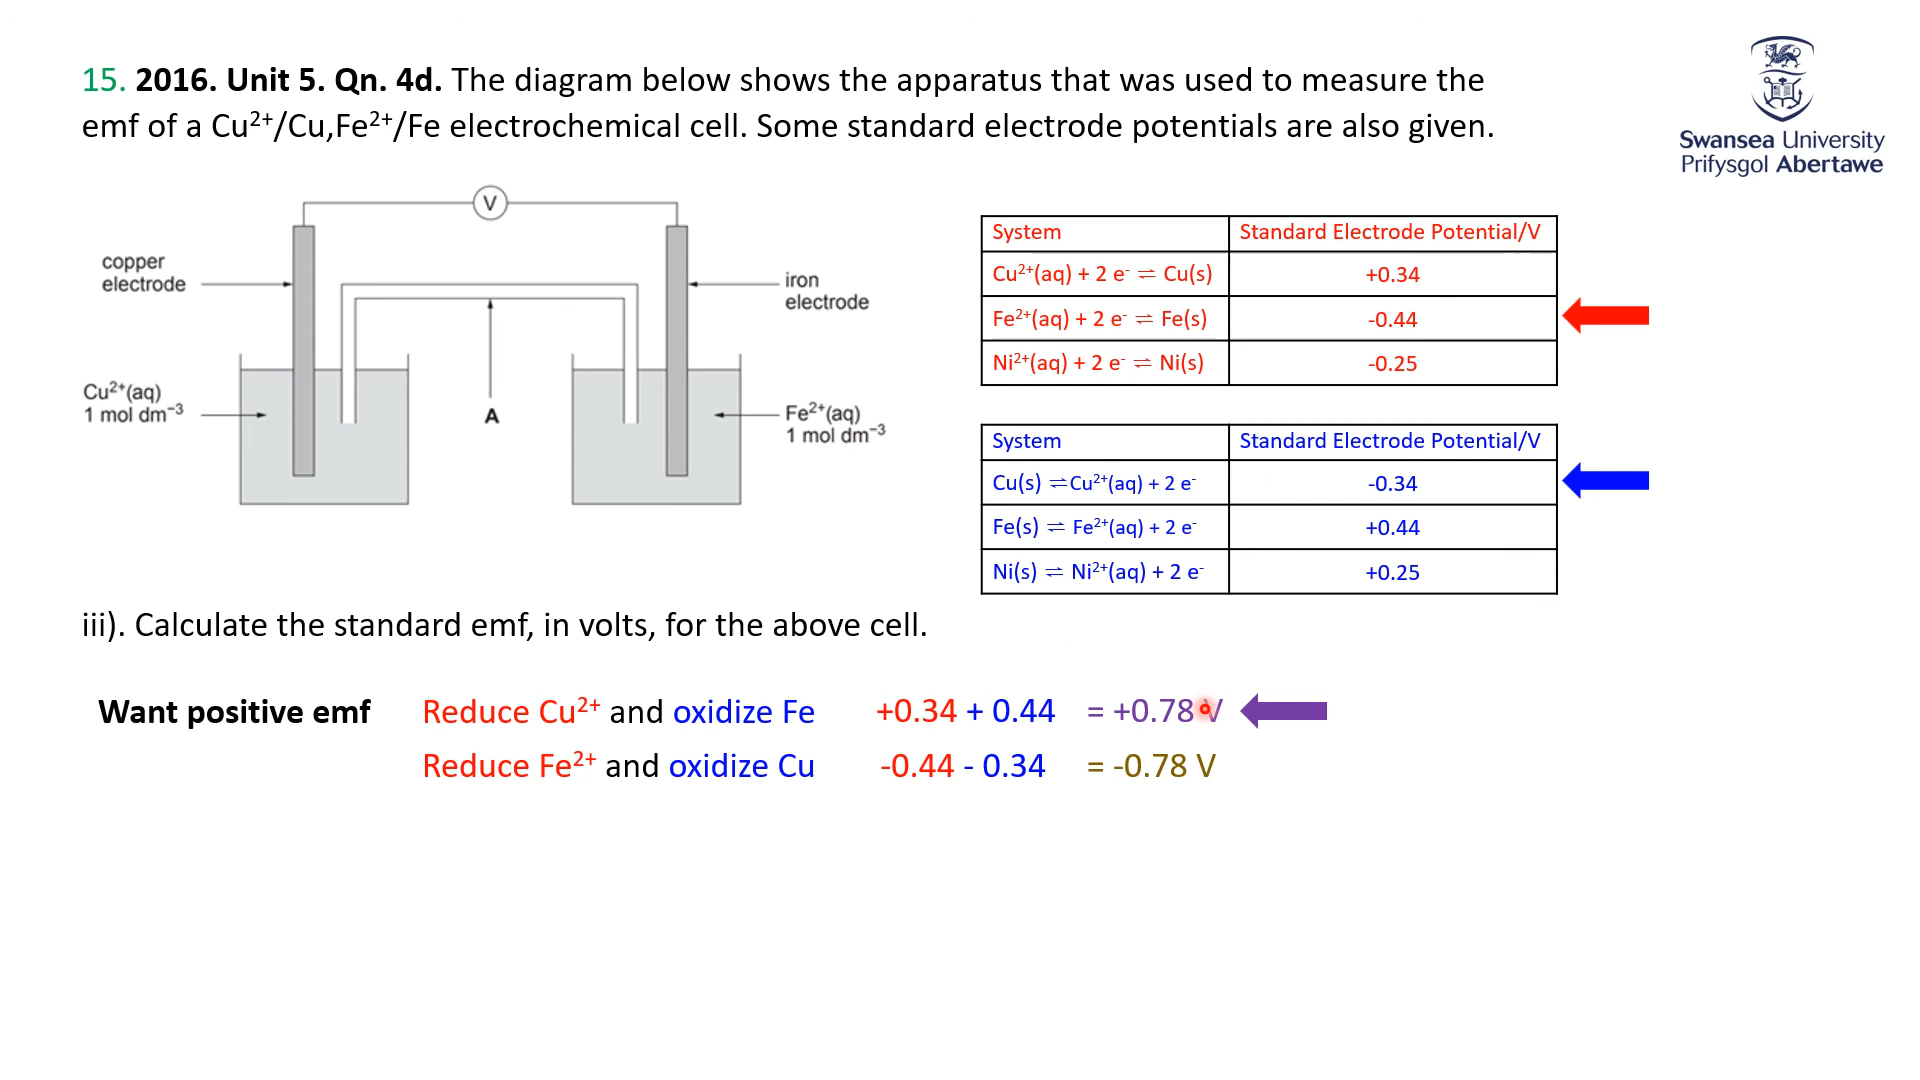 15. 2016. Unit 5. Qn. 4d. The diagram below shows the apparatus that was used to measure the
emf of a Cu²⁺/Cu,Fe²⁺/Fe electrochemical cell. Some standard electrode potentials are also given.
Swansea University
Prifysgol Abertawe
V
copper
electrode
iron
electrode
Cu²⁺(aq)
1 mol dm⁻³
A
Fe²⁺(aq)
1 mol dm⁻³
System Standard Electrode Potential/V
Cu²⁺(aq) + 2 e⁻ ⇌ Cu(s) +0.34
Fe²⁺(aq) + 2 e⁻ ⇌ Fe(s) -0.44
Ni²⁺(aq) + 2 e⁻ ⇌ Ni(s) -0.25
System Standard Electrode Potential/V
Cu(s) ⇌Cu²⁺(aq) + 2 e⁻ -0.34
Fe(s) ⇌ Fe²⁺(aq) + 2 e⁻ +0.44
Ni(s) ⇌ Ni²⁺(aq) + 2 e⁻ +0.25
iii). Calculate the standard emf, in volts, for the above cell.
Want positive emf Reduce Cu²⁺ and oxidize Fe +0.34 + 0.44 = +0.78 V
Reduce Fe²⁺ and oxidize Cu -0.44 - 0.34 = -0.78 V